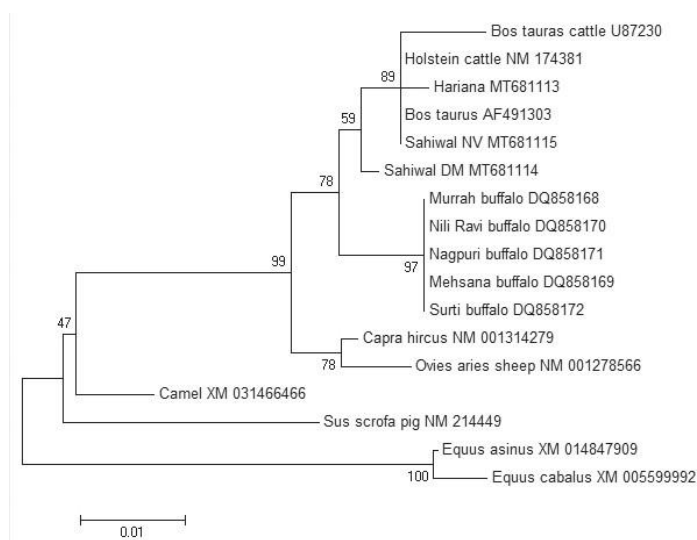 Bos tauras cattle U87230
Holstein cattle NM 174381
89
Hariana MT681113
Bos taurus AF491303
59
Sahiwal NV MT681115
Sahiwal DM MT681114
78
Murrah buffalo DQ858168
Nili Ravi buffalo DQ858170
Nagpuri buffalo DQ858171
99
97
Mehsana buffalo DQ858169
Surti buffalo DQ858172
47
Capra hircus NM 001314279
78
Ovies aries sheep NM 001278566
Camel XM 031466466
Sus scrofa pig NM 214449
Equus asinus XM 014847909
100
Equus cabalus XM 005599992
0.01